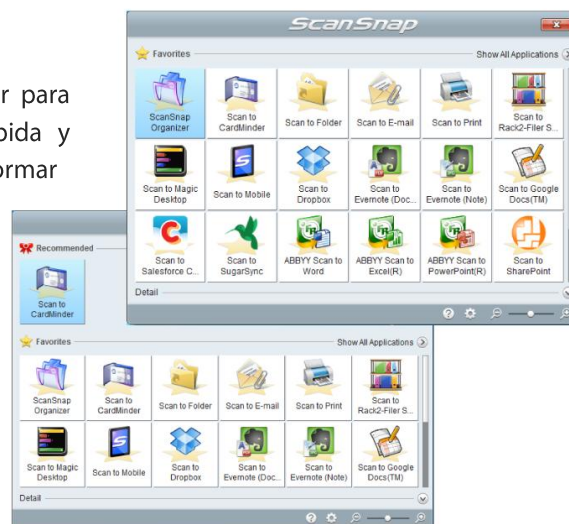 r para
pida y
ormar
ScanSnap
Favorites
Show All Applications
ScanSnap Organizer
Scan to CardMinder
Scan to Folder
Scan to E-mail
Scan to Print
Scan to Rack2-Filer S...
Scan to Magic Desktop
Scan to Mobile
Scan to Dropbox
Scan to Evernote (Doc...
Scan to Evernote (Note)
Scan to Google Docs(TM)
Scan to Salesforce C...
Scan to SugarSync
ABBYY Scan to Word
ABBYY Scan to Excel(R)
ABBYY Scan to PowerPoint(R)
Scan to SharePoint
Detail
Recommended
Scan to CardMinder
Favorites
Show All Applications
ScanSnap Organizer
Scan to CardMinder
Scan to Folder
Scan to E-mail
Scan to Print
Scan to Rack2-Filer S...
Scan to Magic Desktop
Scan to Mobile
Scan to Dropbox
Scan to Evernote (Doc...
Scan to Evernote (Note)
Scan to Google Docs(TM)
Detail